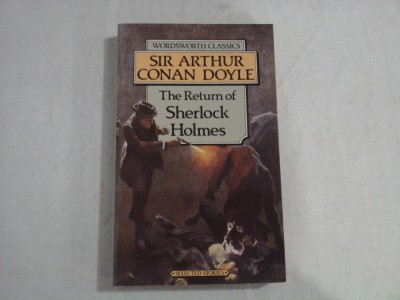 WORDSWORTH CLASSICS
SIR ARTHUR
CONAN DOYLE
The Return of
Sherlock
Holmes
• SELECTED STORIES •